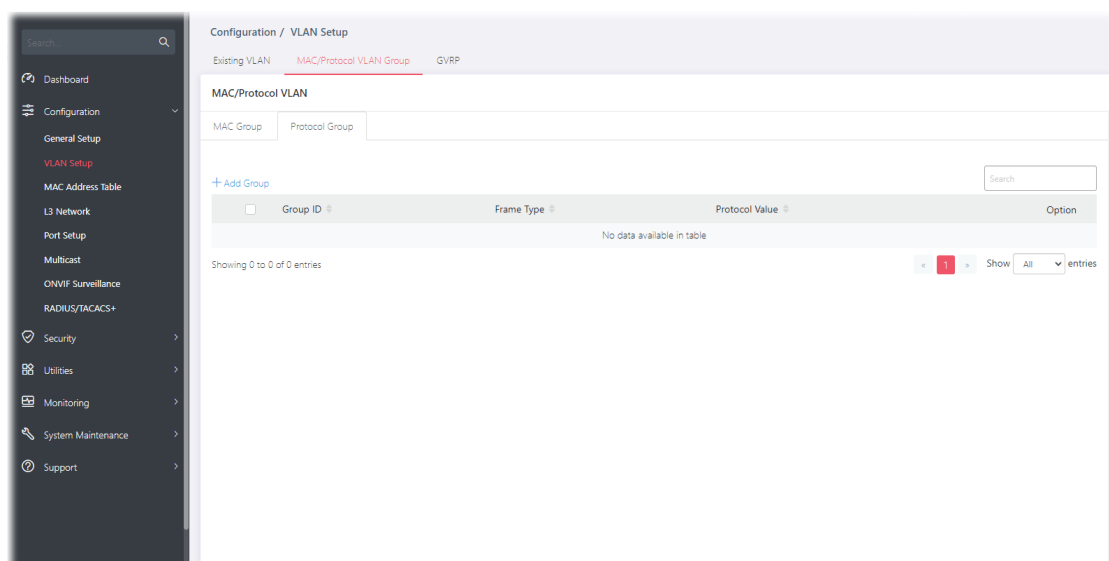 Search...
Dashboard
Configuration
General Setup
VLAN Setup
MAC Address Table
L3 Network
Port Setup
Multicast
ONVIF Surveillance
RADIUS/TACACS+
Security
Utilities
Monitoring
System Maintenance
Support
Configuration / VLAN Setup
Existing VLAN MAC/Protocol VLAN Group GVRP
MAC/Protocol VLAN
MAC Group Protocol Group
+ Add Group Search
Group ID Frame Type Protocol Value Option
No data available in table
Showing 0 to 0 of 0 entries « 1 » Show All entries